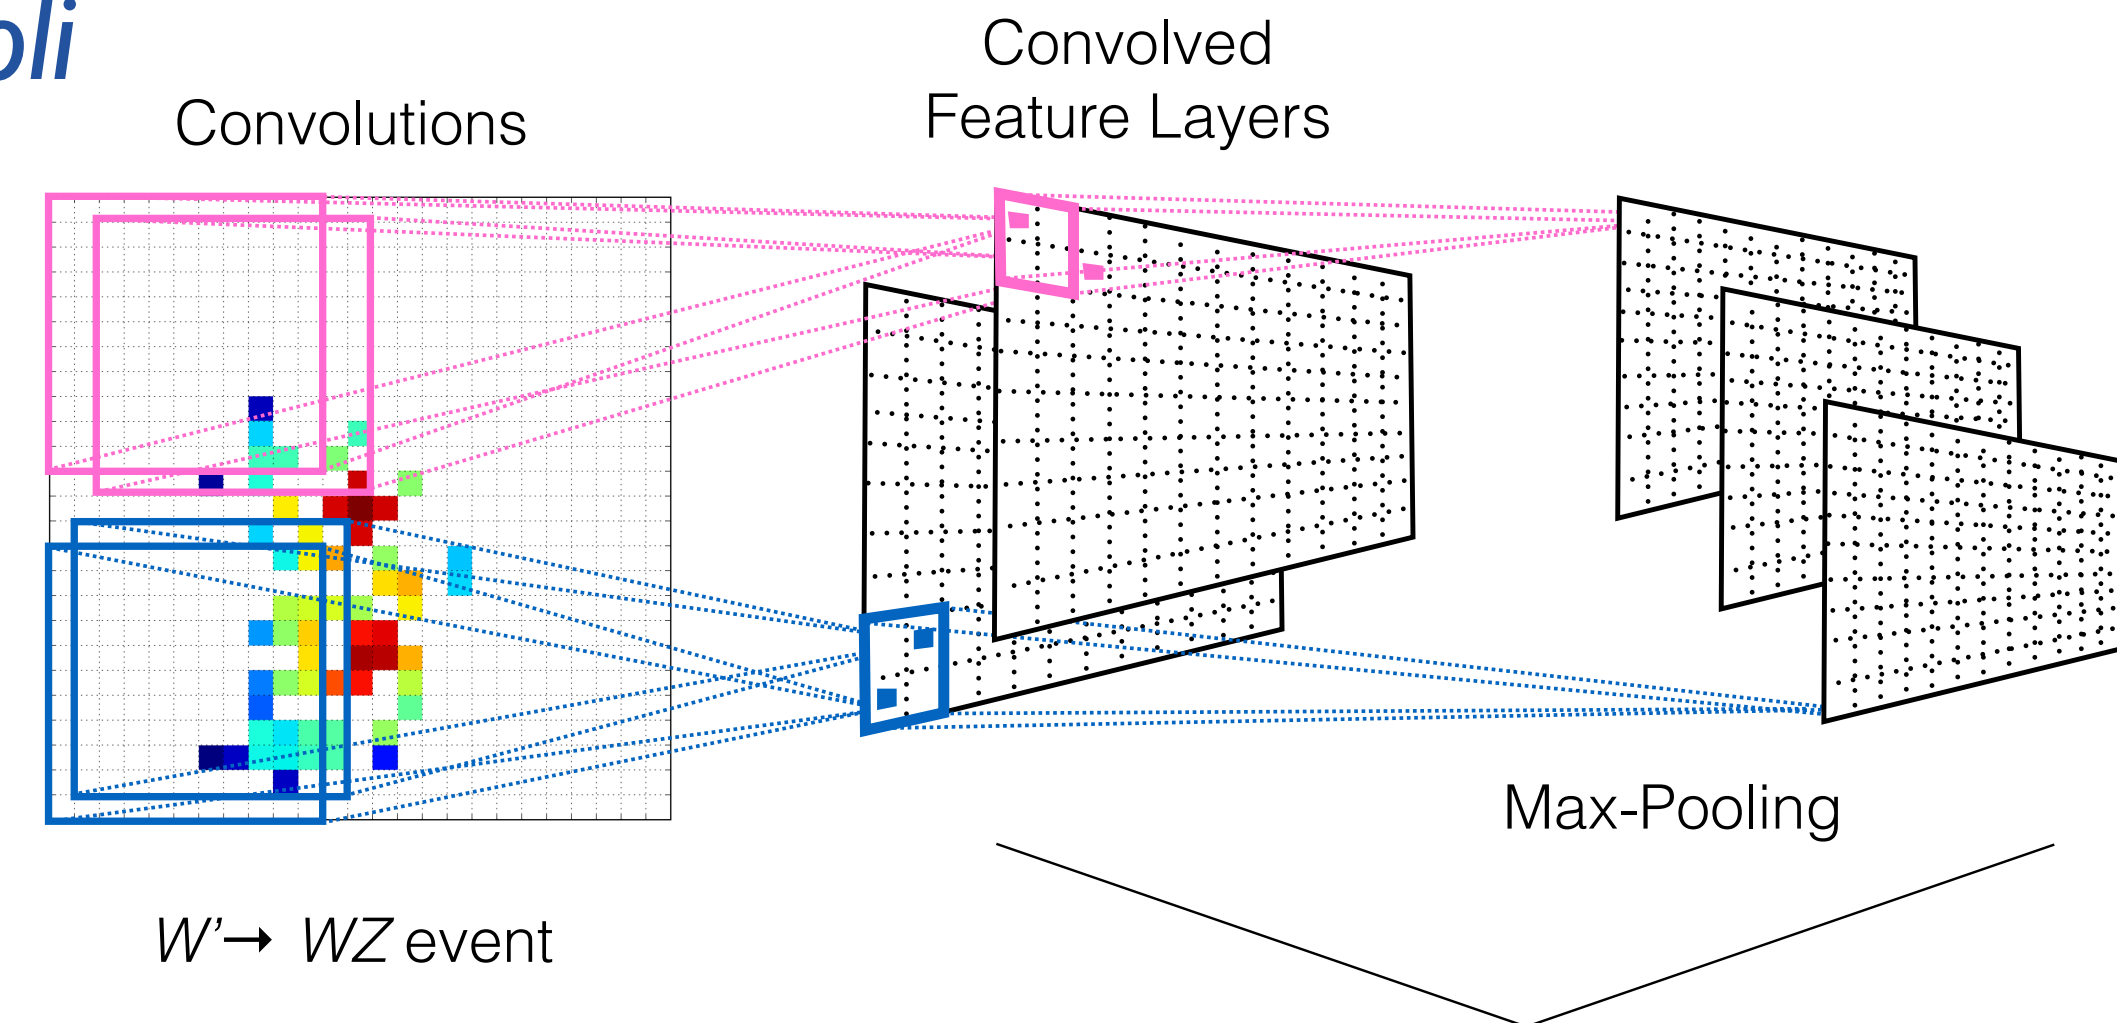 Convolutions
Convolved
Feature Layers
Max-Pooling
W’→ WZ event